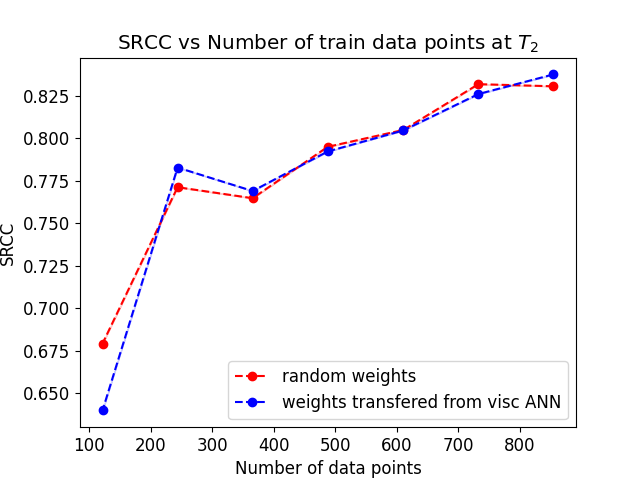 SRCC vs Number of train data points at T₂
0.825
0.800
0.775
0.750
0.725
0.700
0.675
0.650
SRCC
random weights
weights transfered from visc ANN
100 200 300 400 500 600 700 800
Number of data points